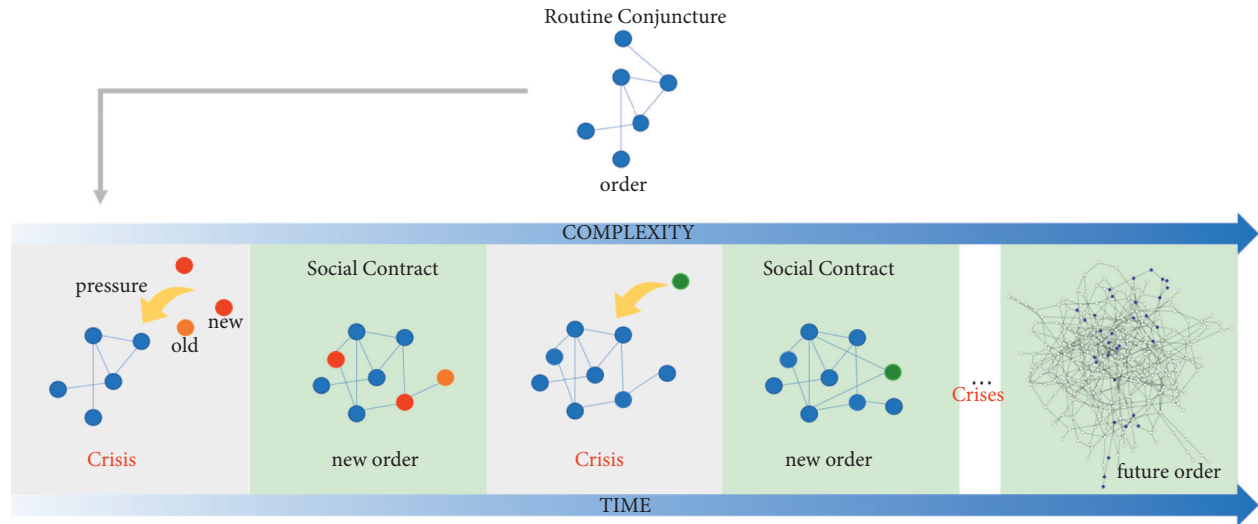 Routine Conjuncture
order
COMPLEXITY
pressure
new
old
Crisis
Social Contract
new order
Crisis
Social Contract
new order
...
Crises
future order
TIME